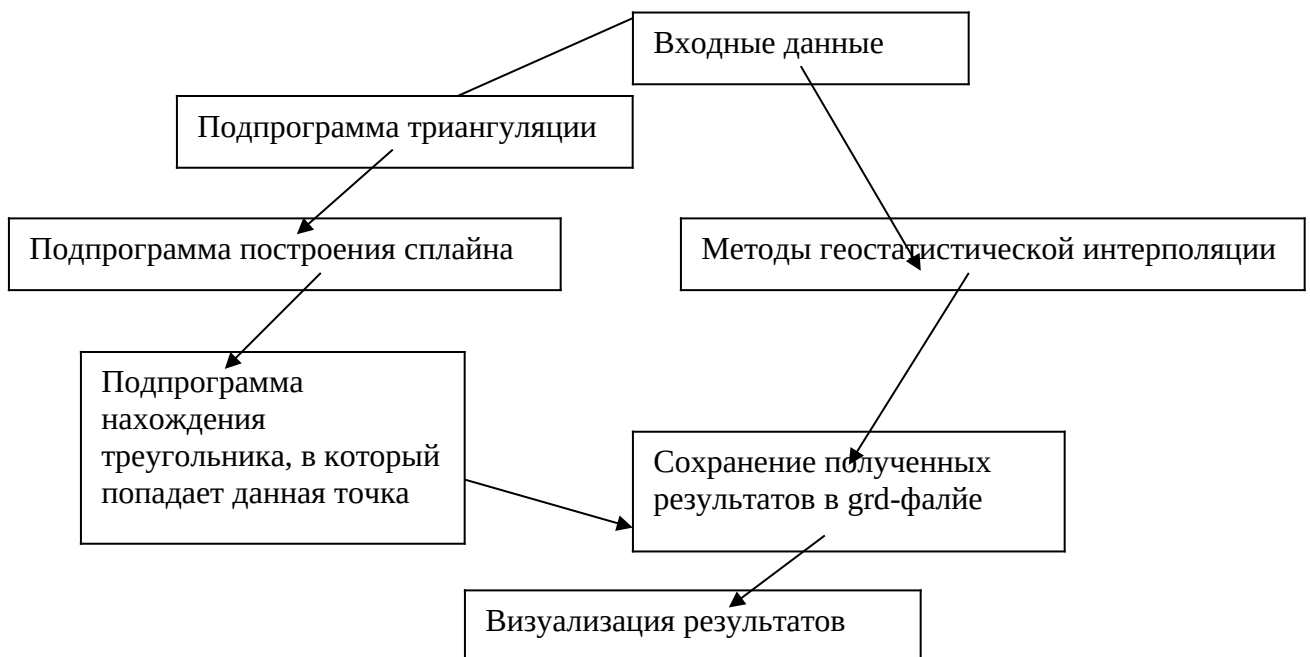 Входные данные
Подпрограмма триангуляции
Подпрограмма построения сплайна
Методы геостатистической интерполяции
Подпрограмма
нахождения
треугольника, в который
попадает данная точка
Сохранение полученных
результатов в grd-фалйе
Визуализация результатов